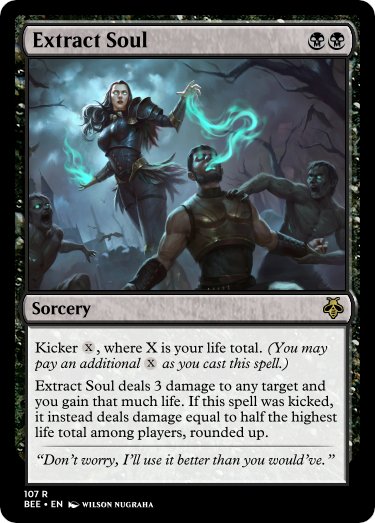 Extract Soul
Sorcery
Kicker X, where X is your life total. (You may
pay an additional X as you cast this spell.)
Extract Soul deals 3 damage to any target and
you gain that much life. If this spell was kicked,
it instead deals damage equal to half the highest
life total among players, rounded up.
“Don’t worry, I’ll use it better than you would’ve.”
107 R
BEE • EN WILSON NUGRAHA